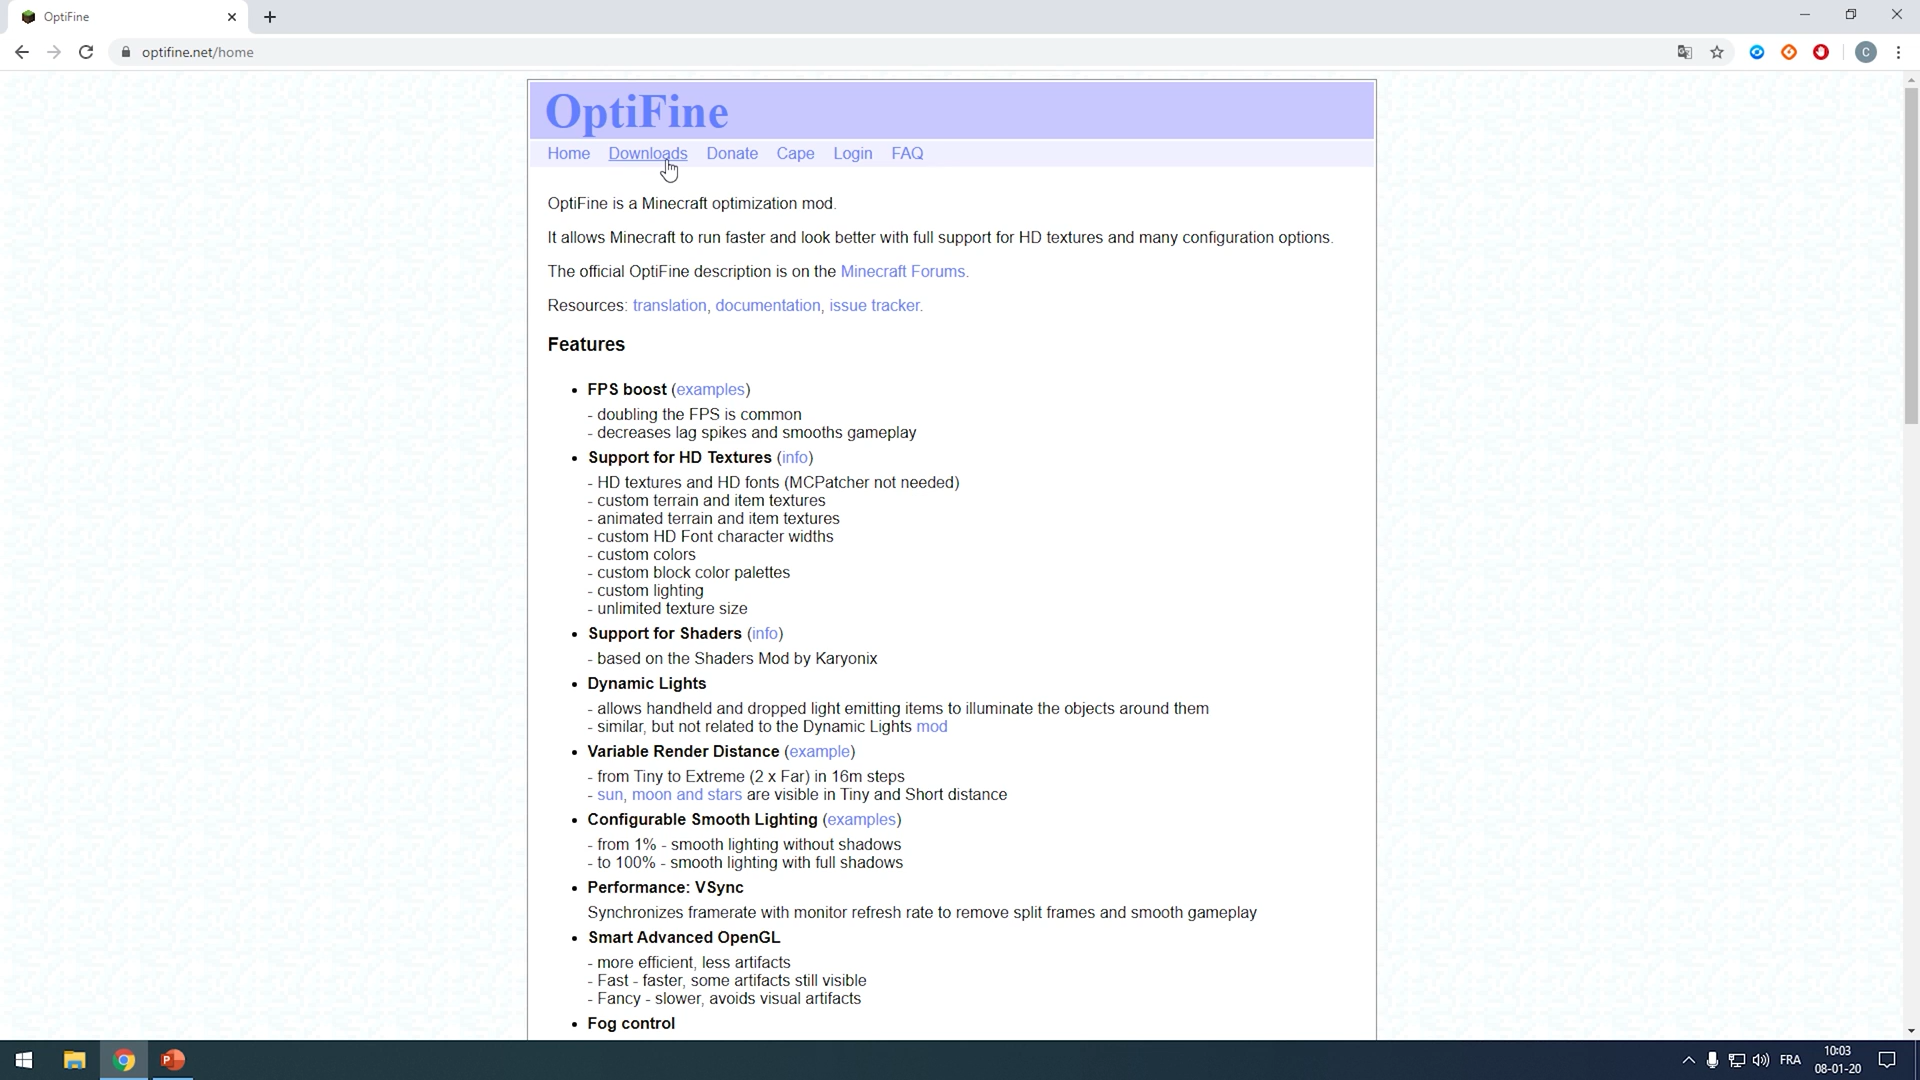 OptiFine
optifine.net/home
C
OptiFine
Home Downloads Donate Cape Login FAQ
OptiFine is a Minecraft optimization mod.
It allows Minecraft to run faster and look better with full support for HD textures and many configuration options.
The official OptiFine description is on the Minecraft Forums.
Resources: translation, documentation, issue tracker.
Features
• FPS boost (examples)
- doubling the FPS is common
- decreases lag spikes and smooths gameplay
• Support for HD Textures (info)
- HD textures and HD fonts (MCPatcher not needed)
- custom terrain and item textures
- animated terrain and item textures
- custom HD Font character widths
- custom colors
- custom block color palettes
- custom lighting
- unlimited texture size
• Support for Shaders (info)
- based on the Shaders Mod by Karyonix
• Dynamic Lights
- allows handheld and dropped light emitting items to illuminate the objects around them
- similar, but not related to the Dynamic Lights mod
• Variable Render Distance (example)
- from Tiny to Extreme (2 x Far) in 16m steps
- sun, moon and stars are visible in Tiny and Short distance
• Configurable Smooth Lighting (examples)
- from 1% - smooth lighting without shadows
- to 100% - smooth lighting with full shadows
• Performance: VSync
Synchronizes framerate with monitor refresh rate to remove split frames and smooth gameplay
• Smart Advanced OpenGL
- more efficient, less artifacts
- Fast - faster, some artifacts still visible
- Fancy - slower, avoids visual artifacts
• Fog control
P
FRA
10:03
08-01-20